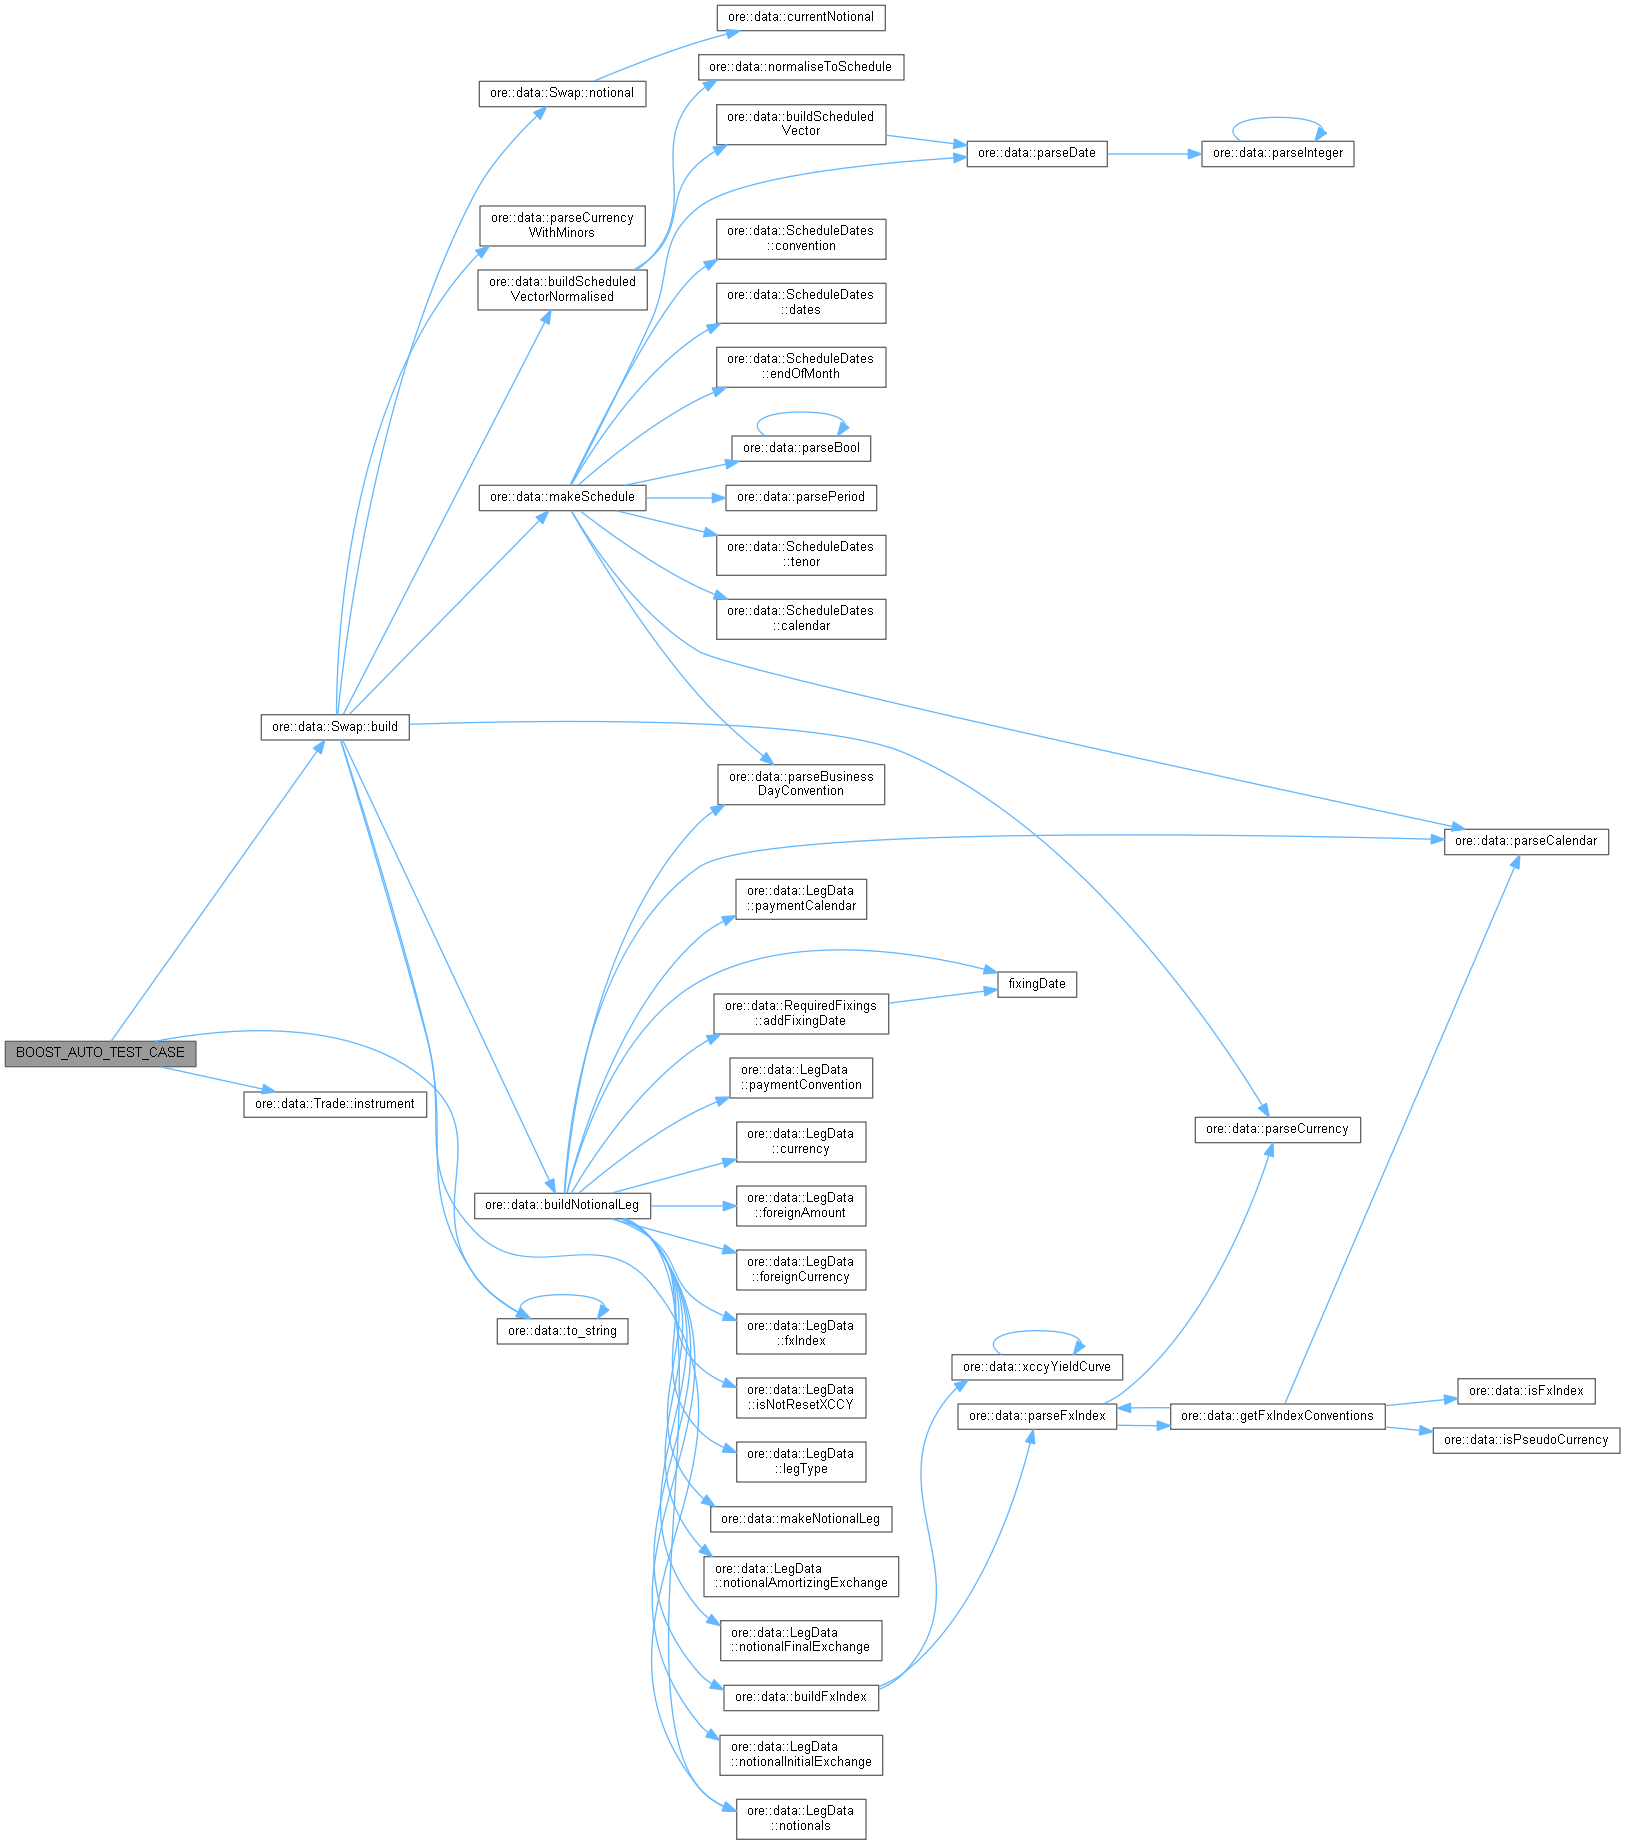 ore::data::currentNotional
ore::data::normaliseToSchedule
ore::data::Swap::notional
ore::data::buildScheduled
Vector
ore::data::parseDate
ore::data::parseInteger
ore::data::parseCurrency
WithMinors
ore::data::ScheduleDates
::convention
ore::data::buildScheduled
VectorNormalised
ore::data::ScheduleDates
::dates
ore::data::ScheduleDates
::endOfMonth
ore::data::parseBool
ore::data::makeSchedule
ore::data::parsePeriod
ore::data::ScheduleDates
::tenor
ore::data::ScheduleDates
::calendar
ore::data::Swap::build
ore::data::parseBusiness
DayConvention
ore::data::parseCalendar
ore::data::LegData
::paymentCalendar
fixingDate
ore::data::RequiredFixings
::addFixingDate
BOOST_AUTO_TEST_CASE
ore::data::LegData
::paymentConvention
ore::data::Trade::instrument
ore::data::LegData
::currency
ore::data::parseCurrency
ore::data::buildNotionalLeg
ore::data::LegData
::foreignAmount
ore::data::LegData
::foreignCurrency
ore::data::to_string
ore::data::LegData
::fxIndex
ore::data::xccyYieldCurve
ore::data::LegData
::isNotResetXCCY
ore::data::isFxIndex
ore::data::parseFxIndex
ore::data::getFxIndexConventions
ore::data::isPseudoCurrency
ore::data::LegData
::legType
ore::data::makeNotionalLeg
ore::data::LegData
::notionalAmortizingExchange
ore::data::LegData
::notionalFinalExchange
ore::data::buildFxIndex
ore::data::LegData
::notionalInitialExchange
ore::data::LegData
::notionals